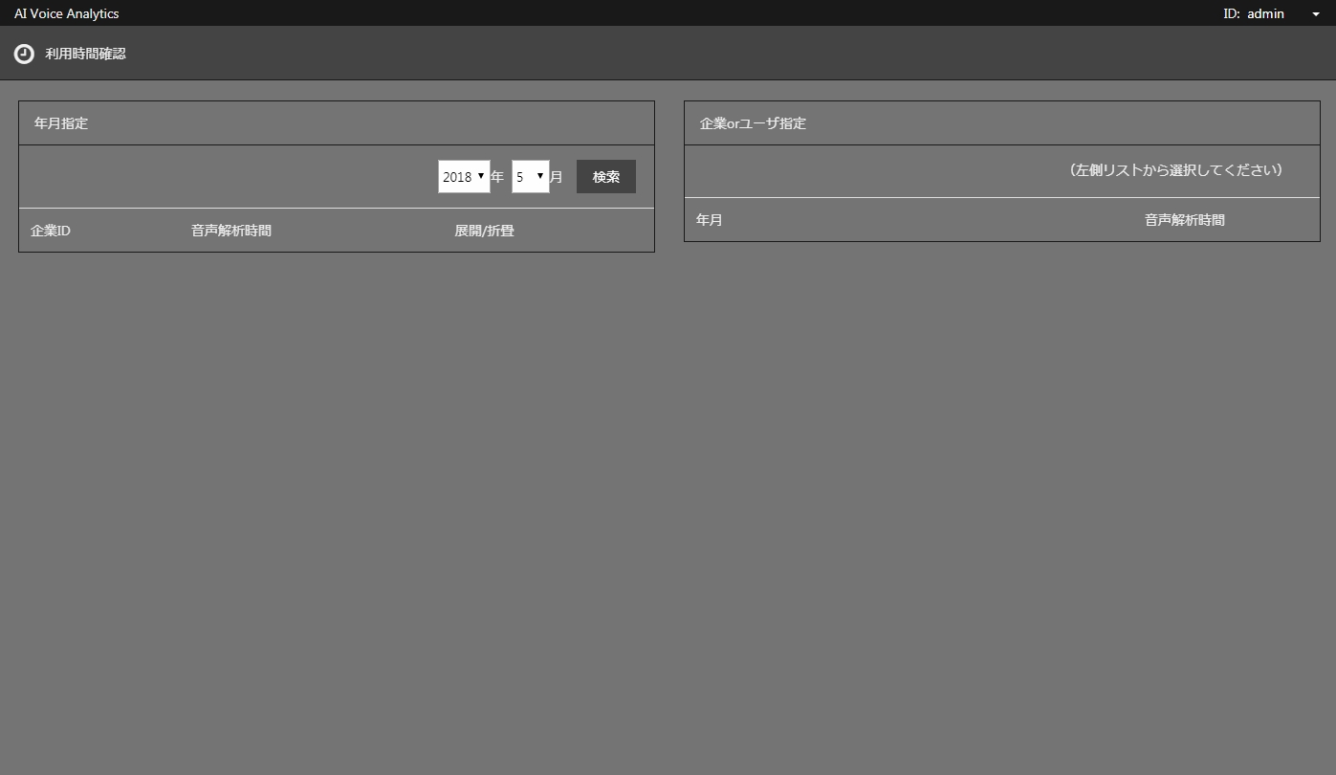 AI Voice Analytics
ID: admin
利用時間確認
年月指定
2018 年 5 月 検索
企業ID 音声解析時間 展開/折畳
企業orユーザ指定
（左側リストから選択してください）
年月 音声解析時間